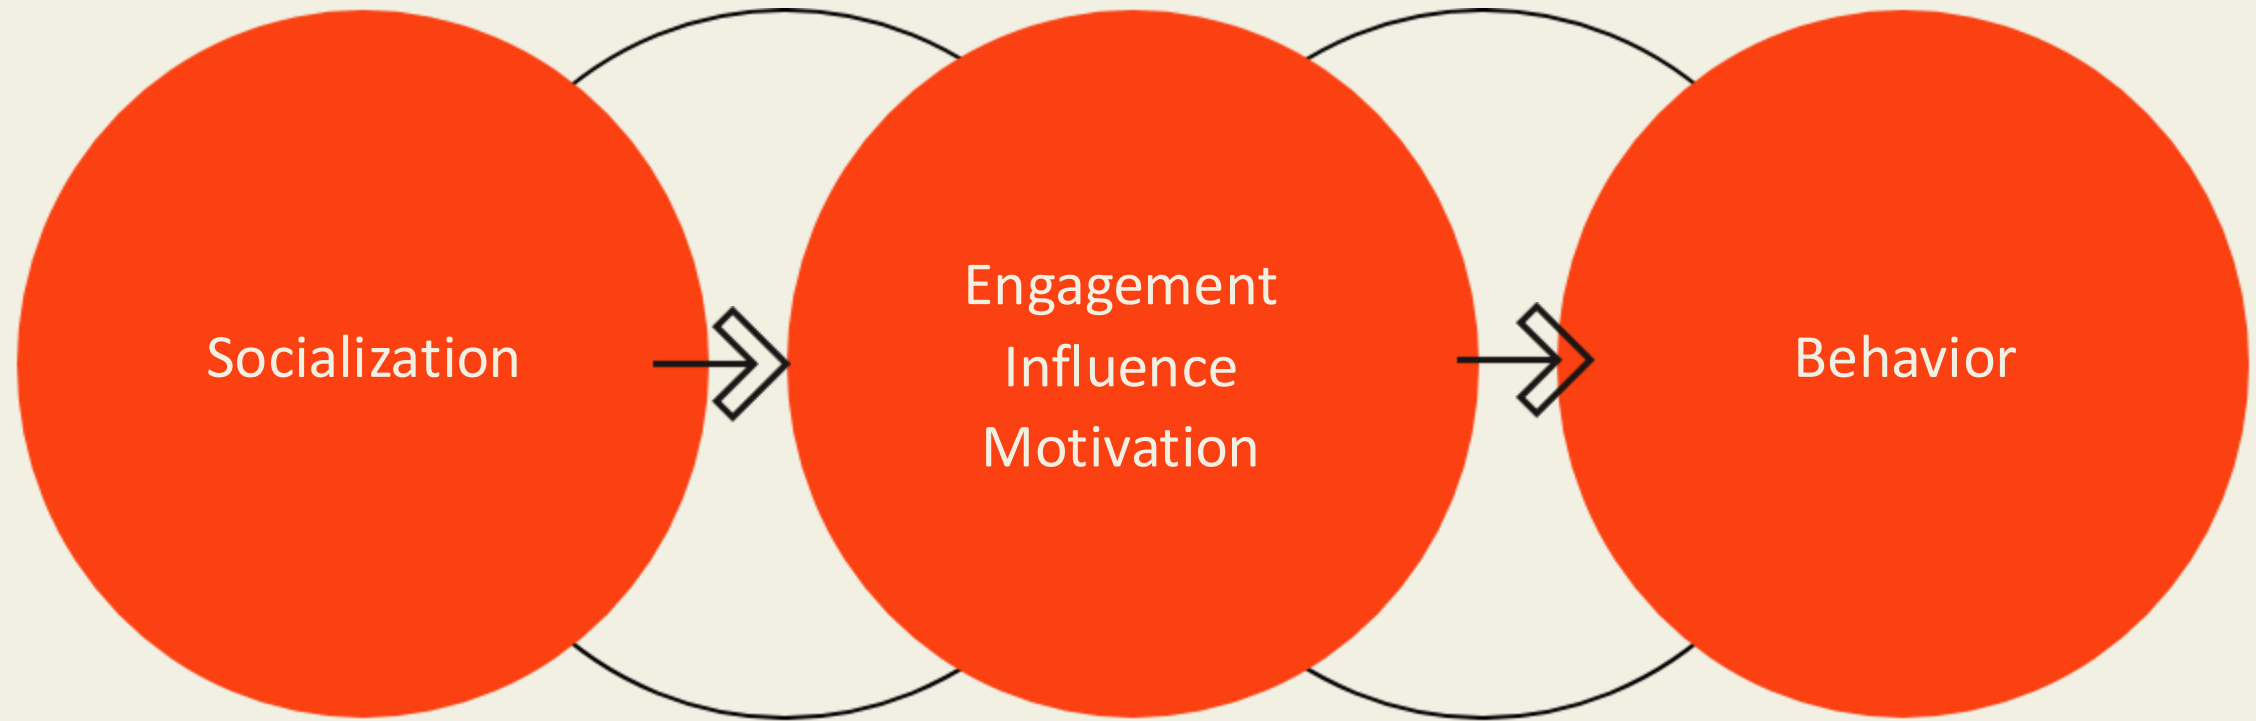 Socialization
Engagement
Influence
Motivation
Behavior